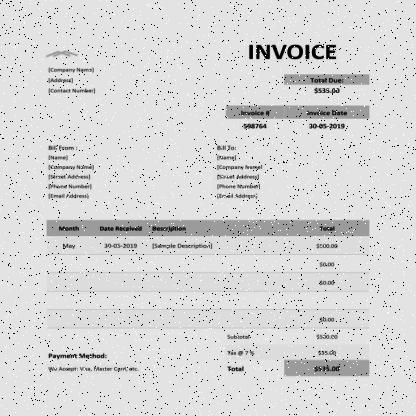 INVOICE
[Company Name]
[Address]
[Contact Number]
Total Due:
$535.00
Invoice # Invoice Date
598764 30-05-2019
Bill From : Bill To:
[Name] [Name]
[Company Name] [Company Name]
[Street Address] [Street Address]
[Phone Number] [Phone Number]
[Email Address] [Email Address]
Month Date Received Description Total
May 30-03-2019 [Sample Description] $500.00
$0.00
$0.00
$0.00
Subtotal $500.00
Tax @ 7 % $35.00
Payment Method:
We Accept: Visa, Master Card, etc. Total $535.00